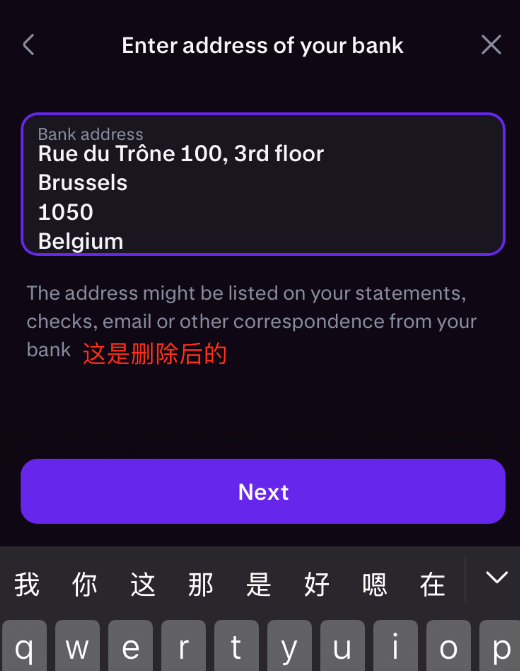 Enter address of your bank
Bank address
Rue du Trône 100, 3rd floor
Brussels
1050
Belgium
The address might be listed on your statements,
checks, email or other correspondence from your
bank 这是删除后的
Next
我 你 这 那 是 好 嗯 在
q w e r t y u i o p